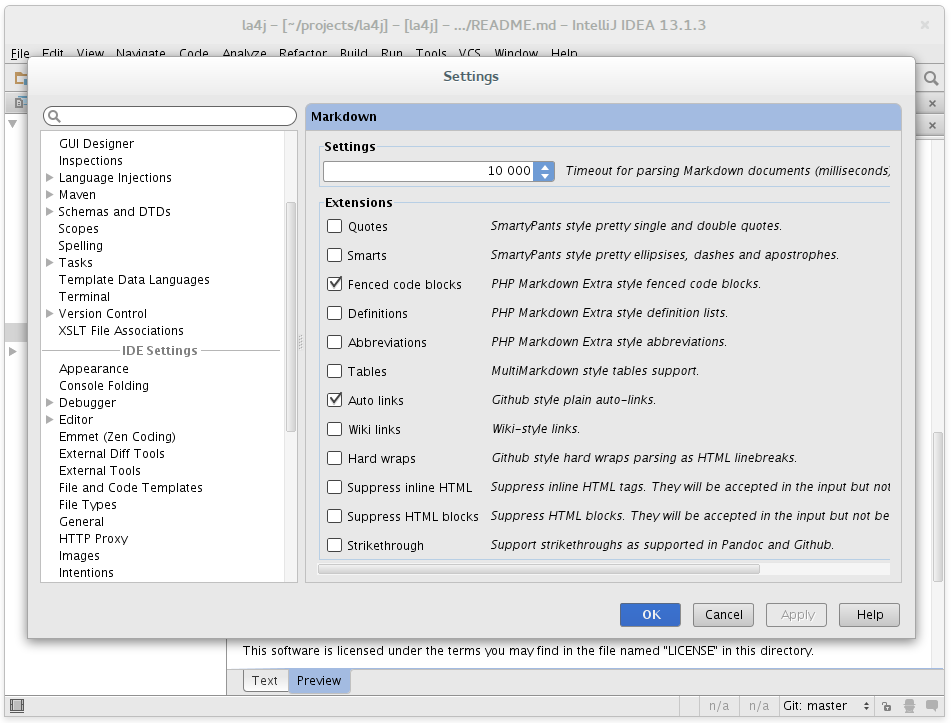 la4j – [~/projects/la4j] – [la4j] – .../README.md – IntelliJ IDEA 13.1.3
File Edit View Navigate Code Analyze Refactor Build Run Tools VCS Window Help
Settings
Markdown
GUI Designer
Inspections
Language Injections
Maven
Schemas and DTDs
Scopes
Spelling
Tasks
Template Data Languages
Terminal
Version Control
XSLT File Associations
IDE Settings
Appearance
Console Folding
Debugger
Editor
Emmet (Zen Coding)
External Diff Tools
External Tools
File and Code Templates
File Types
General
HTTP Proxy
Images
Intentions
Settings
10 000 Timeout for parsing Markdown documents (milliseconds)
Extensions
Quotes SmartyPants style pretty single and double quotes.
Smarts SmartyPants style pretty ellipsises, dashes and apostrophes.
Fenced code blocks PHP Markdown Extra style fenced code blocks.
Definitions PHP Markdown Extra style definition lists.
Abbreviations PHP Markdown Extra style abbreviations.
Tables MultiMarkdown style tables support.
Auto links Github style plain auto-links.
Wiki links Wiki-style links.
Hard wraps Github style hard wraps parsing as HTML linebreaks.
Suppress inline HTML Suppress inline HTML tags. They will be accepted in the input but not
Suppress HTML blocks Suppress HTML blocks. They will be accepted in the input but not be
Strikethrough Support strikethroughs as supported in Pandoc and Github.
OK Cancel Apply Help
This software is licensed under the terms you may find in the file named "LICENSE" in this directory.
Text Preview
n/a n/a Git: master